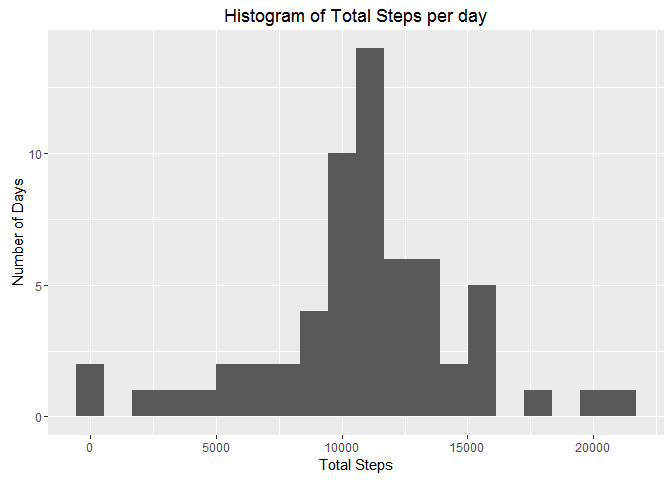 Histogram of Total Steps per day
Number of Days
10
5
0
0 5000 10000 15000 20000
Total Steps